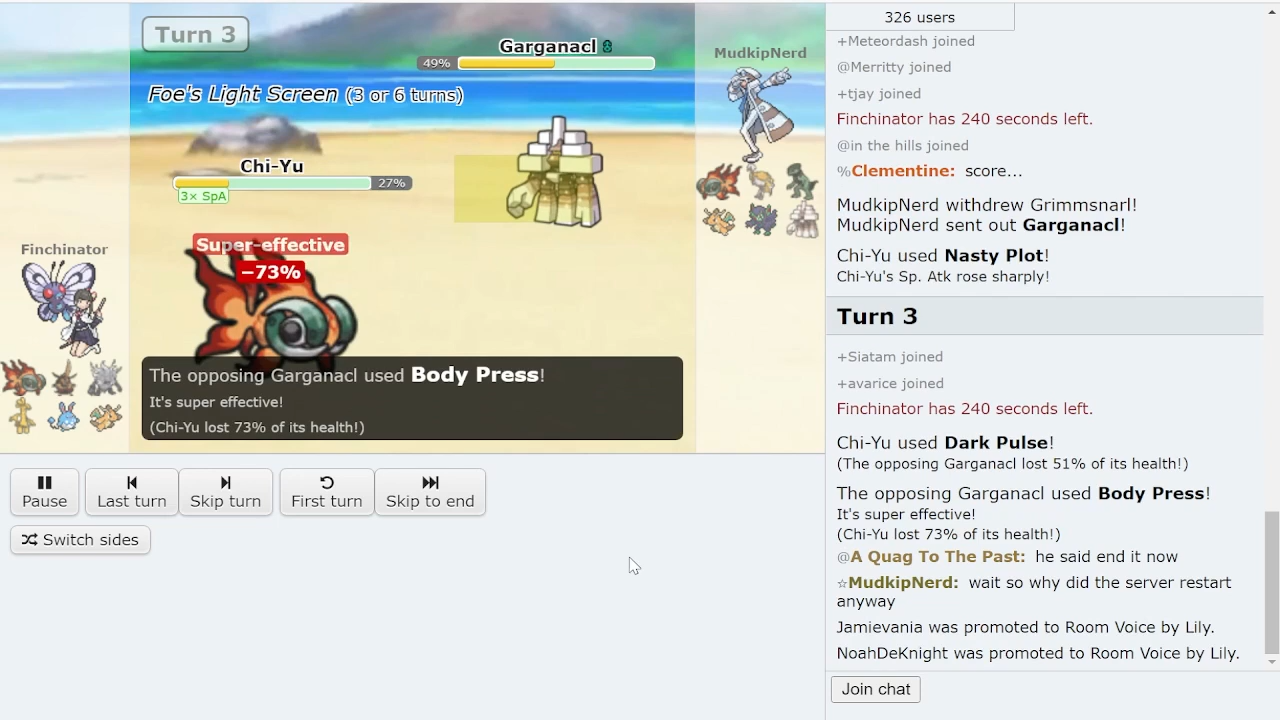 Turn 3
Garganacl
49%
MudkipNerd
Foe's Light Screen (3 or 6 turns)
Chi-Yu
27%
3× SpA
Finchinator
Super-effective
−73%
The opposing Garganacl used Body Press!
It's super effective!
(Chi-Yu lost 73% of its health!)
Pause
Last turn
Skip turn
First turn
Skip to end
Switch sides
326 users
+Meteordash joined
@Merritty joined
+tjay joined
Finchinator has 240 seconds left.
@in the hills joined
%Clementine: score...
MudkipNerd withdrew Grimmsnarl!
MudkipNerd sent out Garganacl!
Chi-Yu used Nasty Plot!
Chi-Yu's Sp. Atk rose sharply!
Turn 3
+Siatam joined
+avarice joined
Finchinator has 240 seconds left.
Chi-Yu used Dark Pulse!
(The opposing Garganacl lost 51% of its health!)
The opposing Garganacl used Body Press!
It's super effective!
(Chi-Yu lost 73% of its health!)
@A Quag To The Past: he said end it now
☆MudkipNerd: wait so why did the server restart
anyway
Jamievania was promoted to Room Voice by Lily.
NoahDeKnight was promoted to Room Voice by Lily.
Join chat